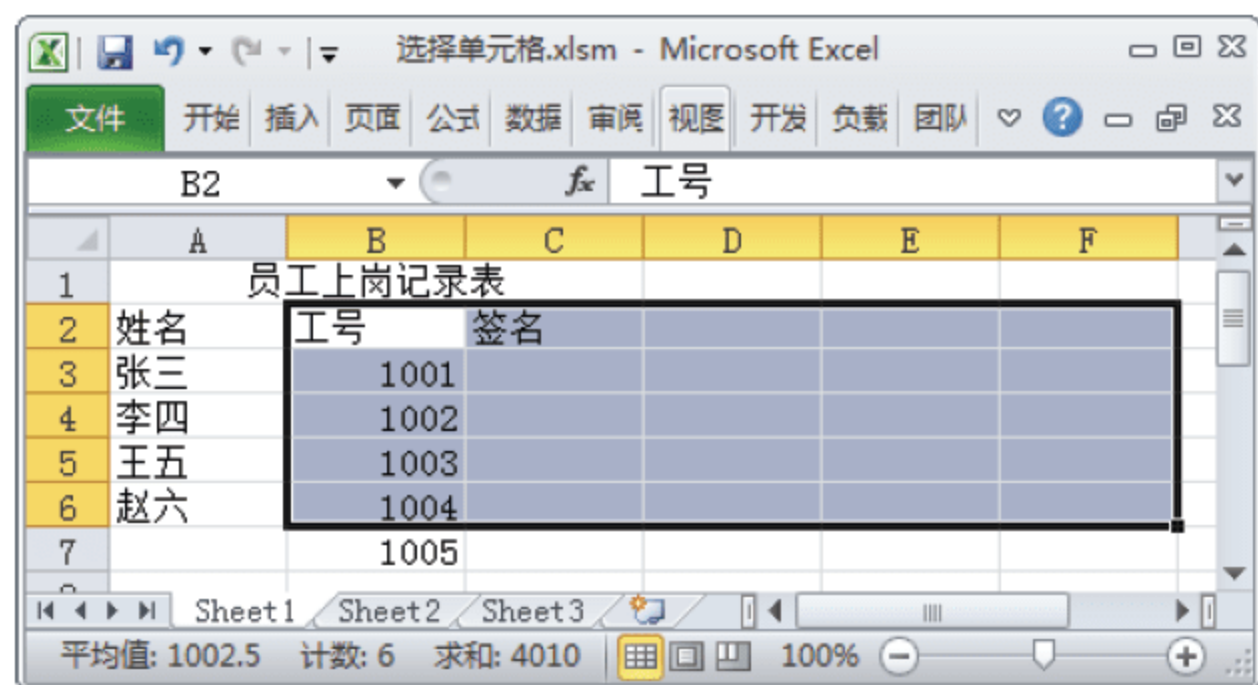 选择单元格.xlsm - Microsoft Excel
文件 开始 插入 页面 公式 数据 审阅 视图 开发 负载 团队
B2 fx 工号
A B C D E F
1 员工上岗记录表
2 姓名 工号 签名
3 张三 1001
4 李四 1002
5 王五 1003
6 赵六 1004
7 1005
Sheet1 Sheet2 Sheet3
平均值: 1002.5 计数: 6 求和: 4010 100%